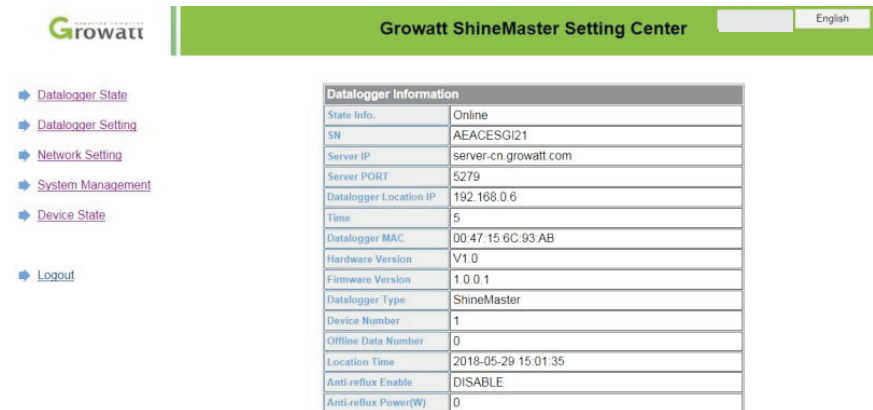 Growatt
Growatt ShineMaster Setting Center
English
Datalogger State
Datalogger Setting
Network Setting
System Management
Device State
Logout
Datalogger Information
State Info. Online
SN AEACESGI21
Server IP server-cn.growatt.com
Server PORT 5279
Datalogger Location IP 192.168.0.6
Time 5
Datalogger MAC 00:47:15:6C:93:AB
Hardware Version V1.0
Firmware Version 1.0.0.1
Datalogger Type ShineMaster
Device Number 1
Offline Data Number 0
Location Time 2018-05-29 15:01:35
Anti-reflux Enable DISABLE
Anti-reflux Power(W) 0